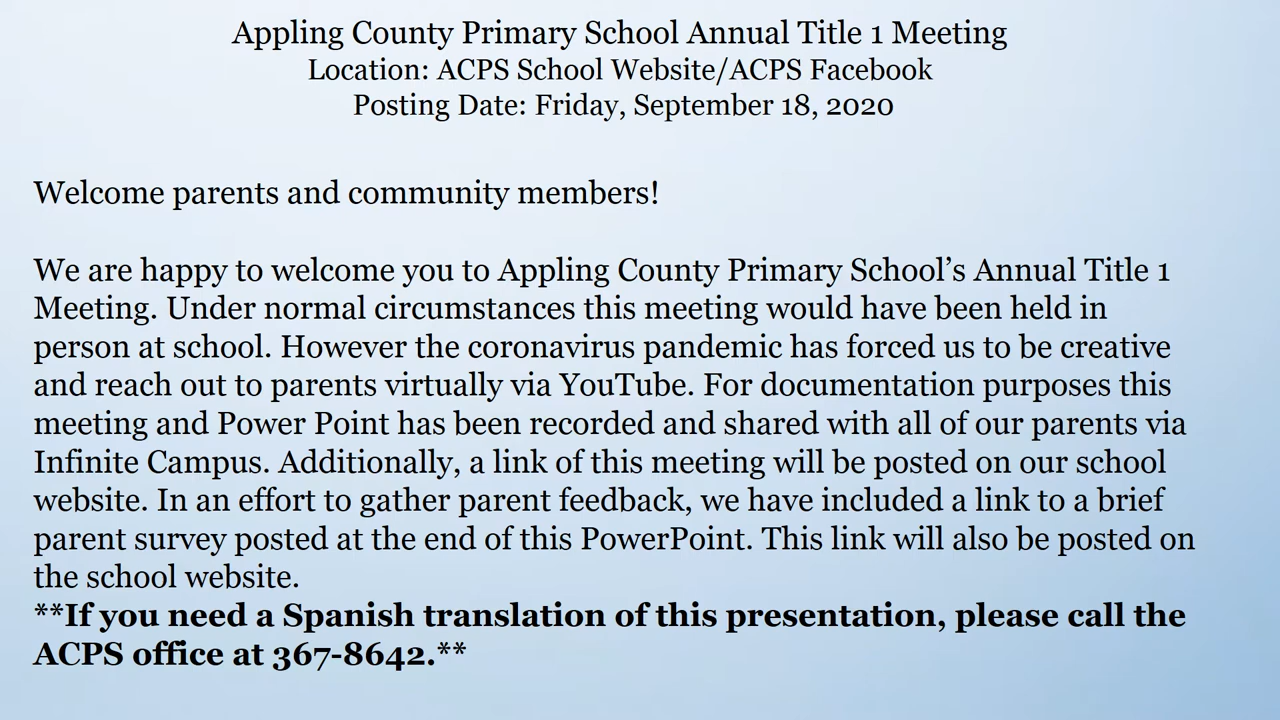 Appling County Primary School Annual Title 1 Meeting
Location: ACPS School Website/ACPS Facebook
Posting Date: Friday, September 18, 2020
Welcome parents and community members!
We are happy to welcome you to Appling County Primary School’s Annual Title 1
Meeting. Under normal circumstances this meeting would have been held in
person at school. However the coronavirus pandemic has forced us to be creative
and reach out to parents virtually via YouTube. For documentation purposes this
meeting and Power Point has been recorded and shared with all of our parents via
Infinite Campus. Additionally, a link of this meeting will be posted on our school
website. In an effort to gather parent feedback, we have included a link to a brief
parent survey posted at the end of this PowerPoint. This link will also be posted on
the school website.
**If you need a Spanish translation of this presentation, please call the
ACPS office at 367-8642.**